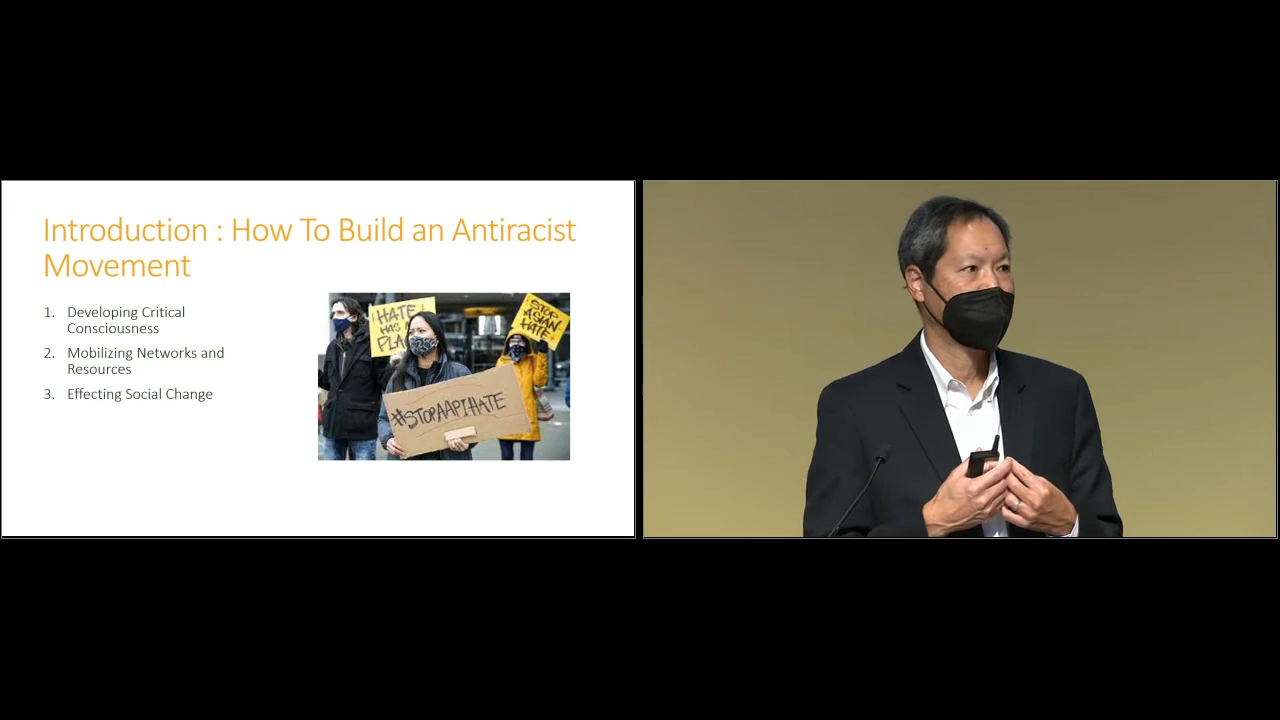 Introduction : How To Build an Antiracist
Movement
1. Developing Critical
Consciousness
2. Mobilizing Networks and
Resources
3. Effecting Social Change
HATE
HAS
PLA
STOP
ASIAN
HATE
#STOPAAPIHATE